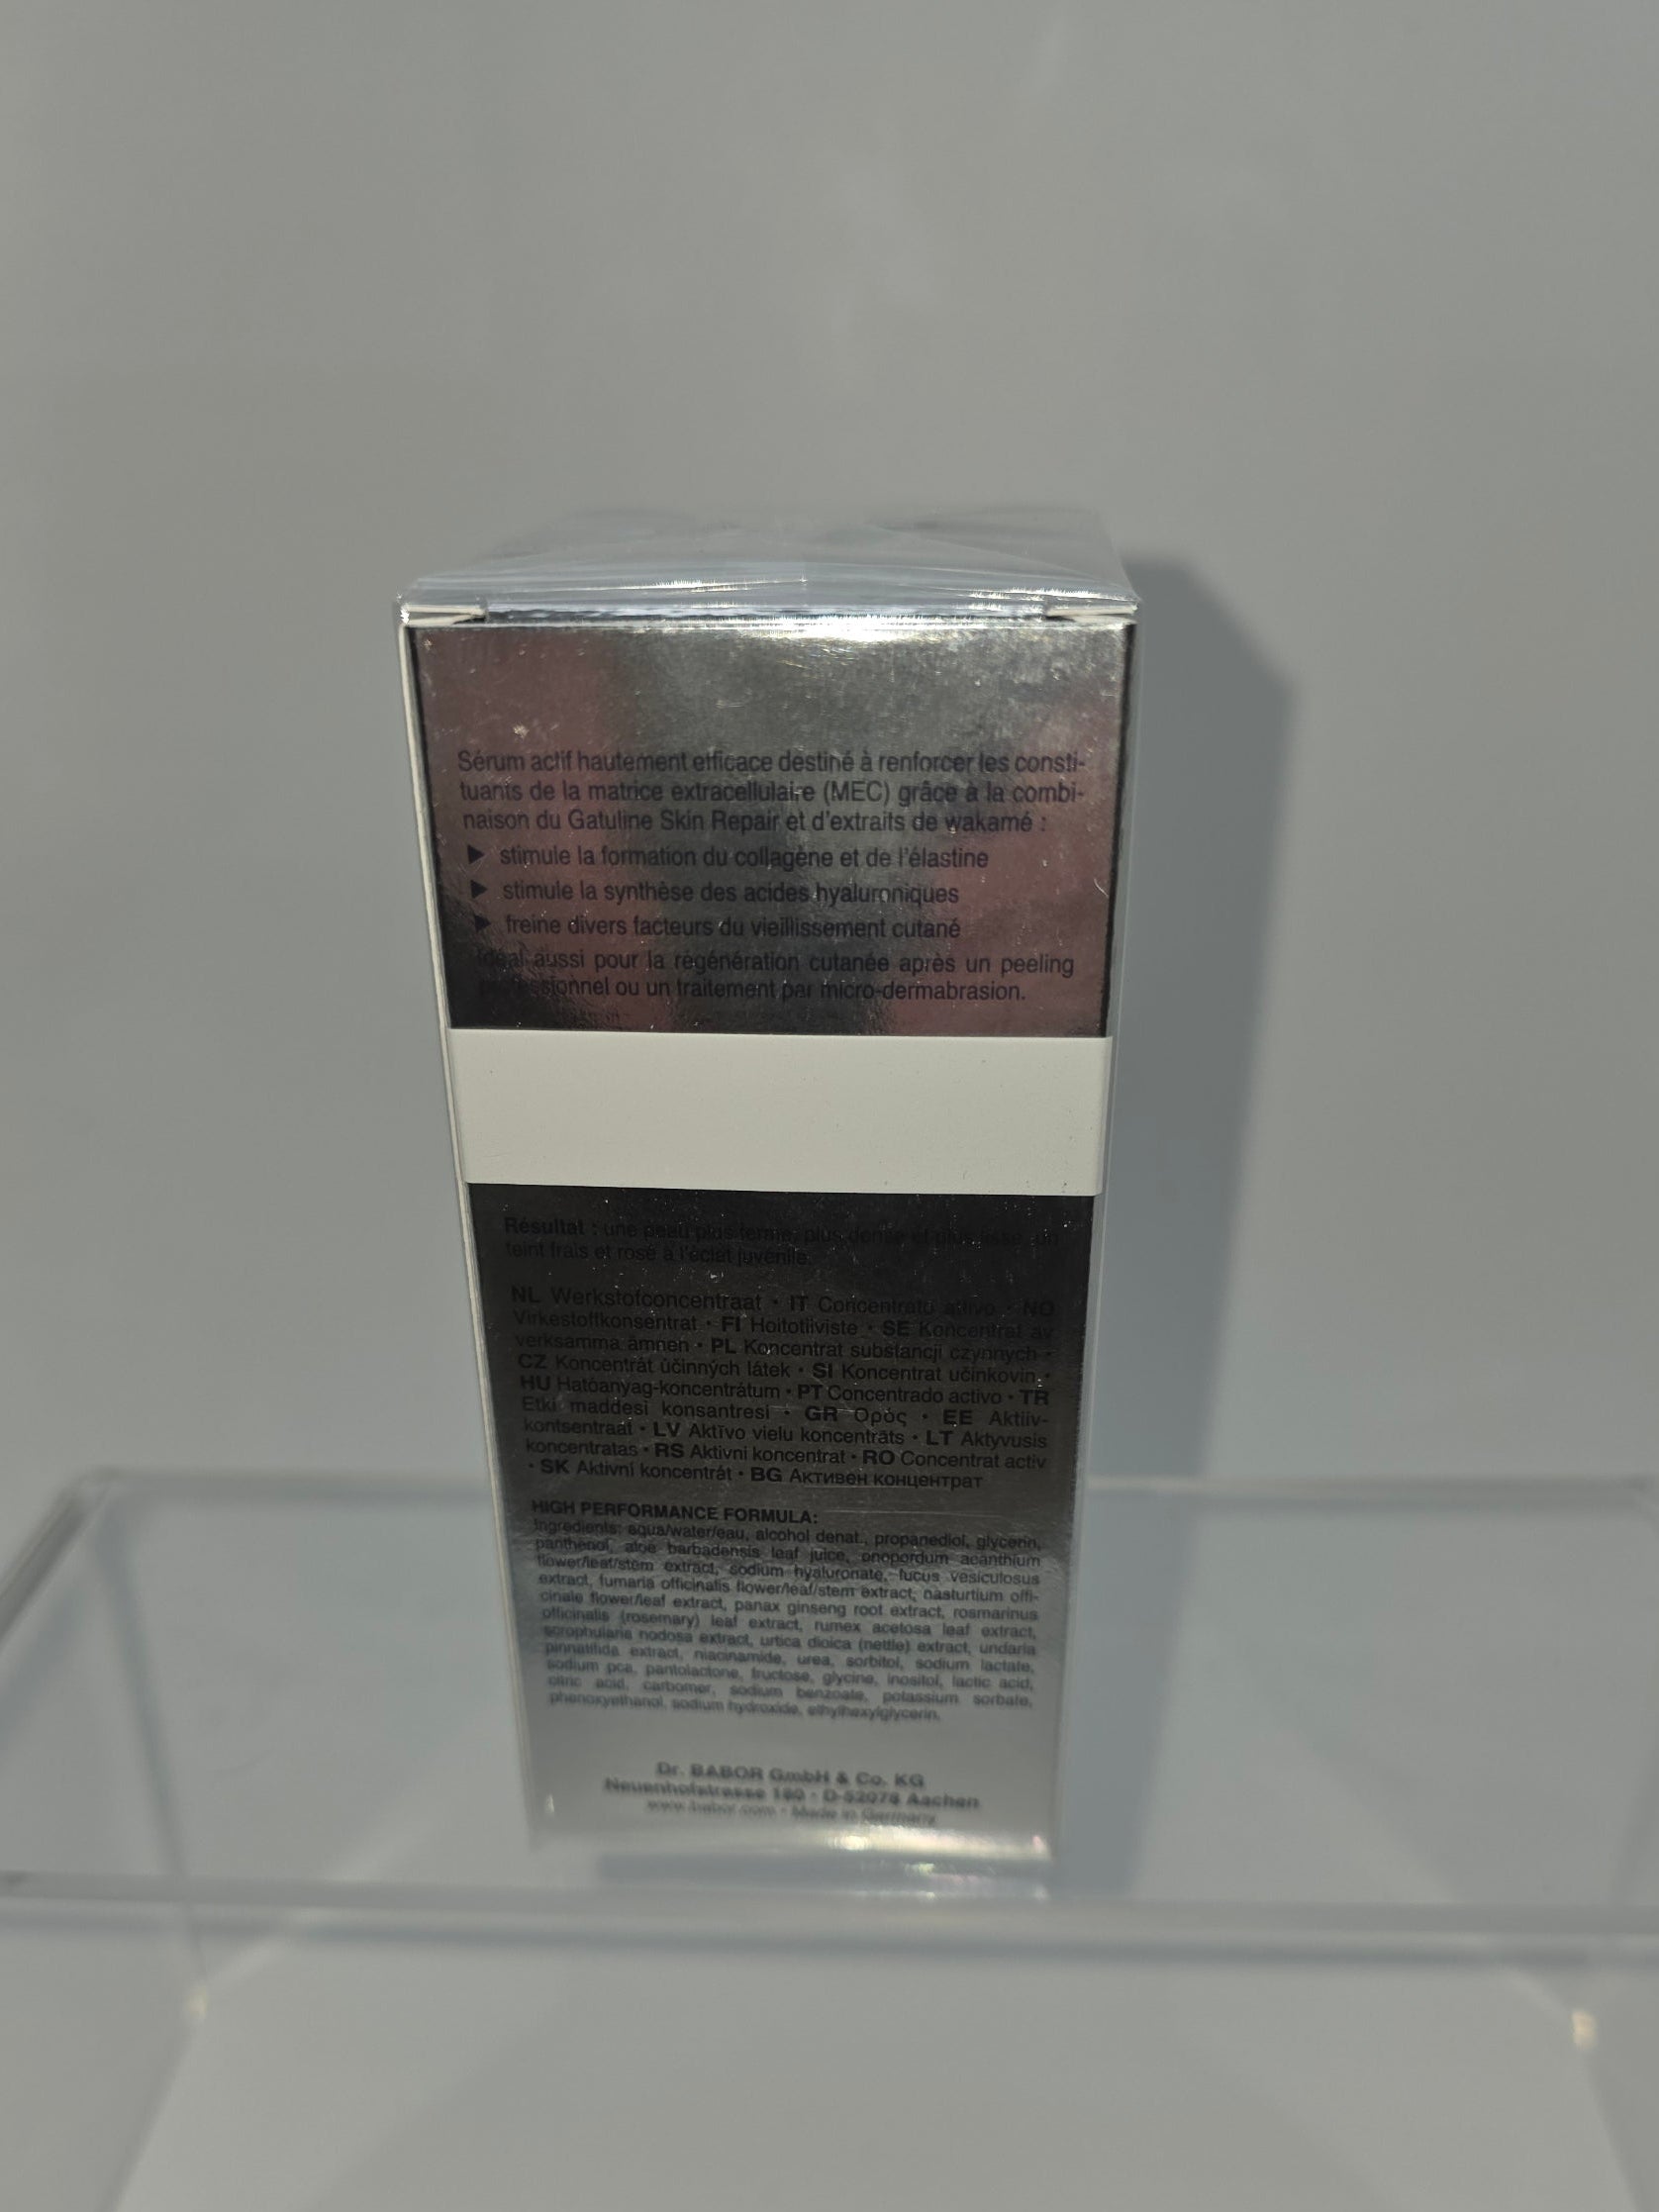 Sérum actif hautement efficace destiné à renforcer les consti-
tuants de la matrice extracellulaire (MEC) grâce à la combi-
naison du Gatuline Skin Repair et d'extraits de wakamé :
► stimule la formation du collagène et de l'élastine
► stimule la synthèse des acides hyaluroniques
► freine divers facteurs du vieillissement cutané
Idéal aussi pour la régénération cutanée après un peeling
professionnel ou un traitement par micro-dermabrasion.
Résultat : une peau plus ferme, plus dense et plus lisse, un
teint frais et rosé à l'éclat juvénile.
NL Werkstofconcentraat • IT Concentrato attivo • NO
Virkestoffkonsentrat • FI Hoitotiiviste • SE Koncentrat av
verksamma ämnen • PL Koncentrat substancji czynnych •
CZ Koncentrát účinných látek • SI Koncentrat učinkovin •
HU Hatóanyag-koncentrátum • PT Concentrado activo • TR
Etki maddesi konsantresi • GR Ορός • EE Aktiiv-
kontsentraat • LV Aktīvo vielu koncentrāts • LT Aktyvusis
koncentratas • RS Aktivni koncentrat • RO Concentrat activ
• SK Aktívni koncentrát • BG Активен концентрат
HIGH PERFORMANCE FORMULA:
Ingredients: aqua/water/eau, alcohol denat., propanediol, glycerin,
panthenol, aloe barbadensis leaf juice, onopordum acanthium
flower/leaf/stem extract, sodium hyaluronate, fucus vesiculosus
extract, fumaria officinalis flower/leaf/stem extract, nasturtium offi-
cinale flower/leaf extract, panax ginseng root extract, rosmarinus
officinalis (rosemary) leaf extract, rumex acetosa leaf extract,
scrophularia nodosa extract, urtica dioica (nettle) extract, undaria
pinnatifida extract, niacinamide, urea, sorbitol, sodium lactate,
sodium pca, pantolactone, fructose, glycine, inositol, lactic acid,
citric acid, carbomer, sodium benzoate, potassium sorbate,
phenoxyethanol, sodium hydroxide, ethylhexylglycerin.
Dr. BABOR GmbH & Co. KG
Neuenhofstrasse 180 • D-52078 Aachen
www.babor.com • Made in Germany